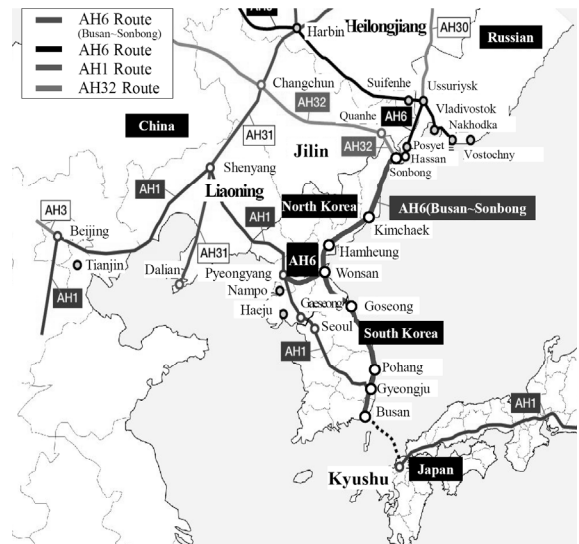 AH6 Route
(Busan~Sonbong)
AH6 Route
AH1 Route
AH32 Route
Harbin
Heilongjiang
AH30
Russian
Changchun
Suifenhe
Ussuriysk
AH32
Vladivostok
Quanhe
AH6
Nakhodka
China
AH31
Jilin
AH32
Posyet
Hassan
Vostochny
Shenyang
Sonbong
AH1
Liaoning
North Korea
AH6(Busan~Sonbong
AH3
Beijing
AH1
Kimchaek
AH31
Hamheung
Tianjin
Dalian
Pyeongyang
AH6
Wonsan
AH1
Nampo
Gaeseong
Goseong
Haeju
Seoul
South Korea
AH1
Pohang
Gyeongju
AH1
Busan
Kyushu
Japan